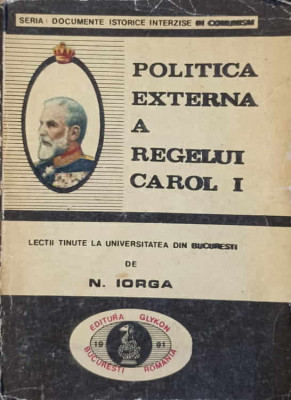 SERIA : DOCUMENTE ISTORICE INTERZISE IN COMUNISM
POLITICA
EXTERNA
A
REGELUI
CAROL I
LECTII TINUTE LA UNIVERSITATEA DIN BUCURESTI
DE
N. IORGA
EDITURA GLYKON
19 91
BUCURESTI ROMANIA